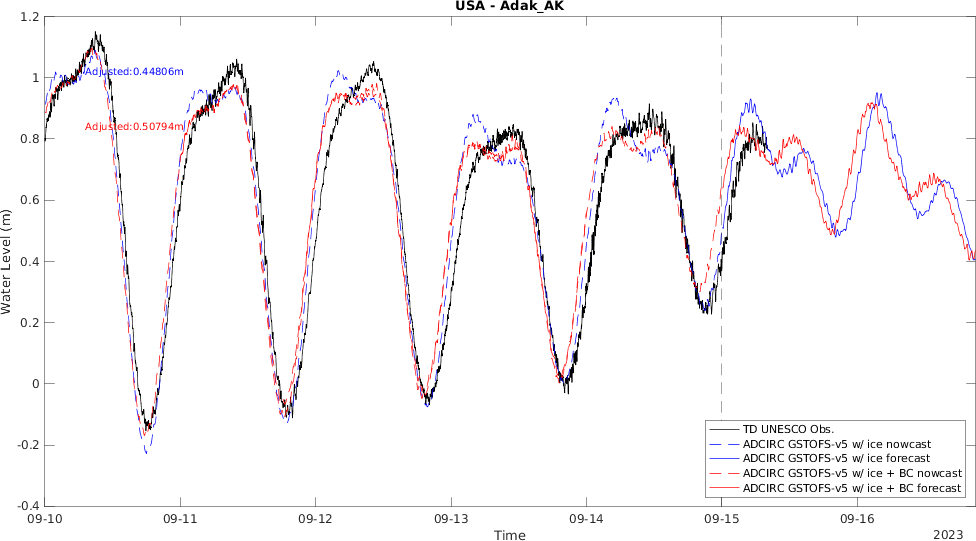 USA - Adak_AK
1.2
1
0.8
0.6
0.4
0.2
0
-0.2
-0.4
Water Level (m)
Adjusted:0.44806m
Adjusted:0.50794m
TD UNESCO Obs.
ADCIRC GSTOFS-v5 w/ ice nowcast
ADCIRC GSTOFS-v5 w/ ice forecast
ADCIRC GSTOFS-v5 w/ ice + BC nowcast
ADCIRC GSTOFS-v5 w/ ice + BC forecast
09-10 09-11 09-12 09-13 09-14 09-15 09-16
Time
2023